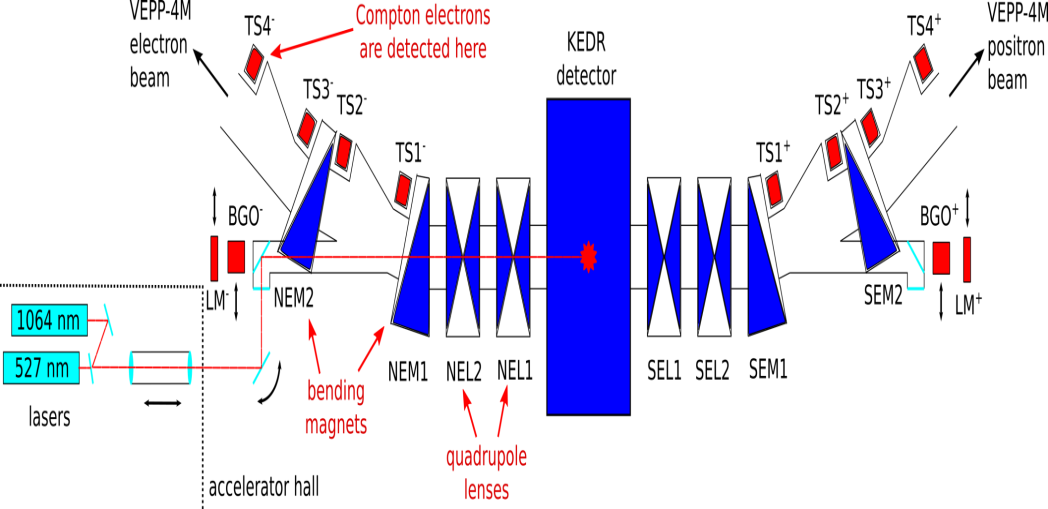 VEPP-4M
electron
beam
TS4⁻
Compton electrons
are detected here
KEDR
detector
TS4⁺
VEPP-4M
positron
beam
TS3⁻
TS2⁻
TS1⁻
TS1⁺
TS2⁺
TS3⁺
BGO⁻
BGO⁺
LM⁻
NEM2
SEM2
LM⁺
1064 nm
527 nm
lasers
NEM1
NEL2
NEL1
SEL1
SEL2
SEM1
bending
magnets
quadrupole
lenses
accelerator hall